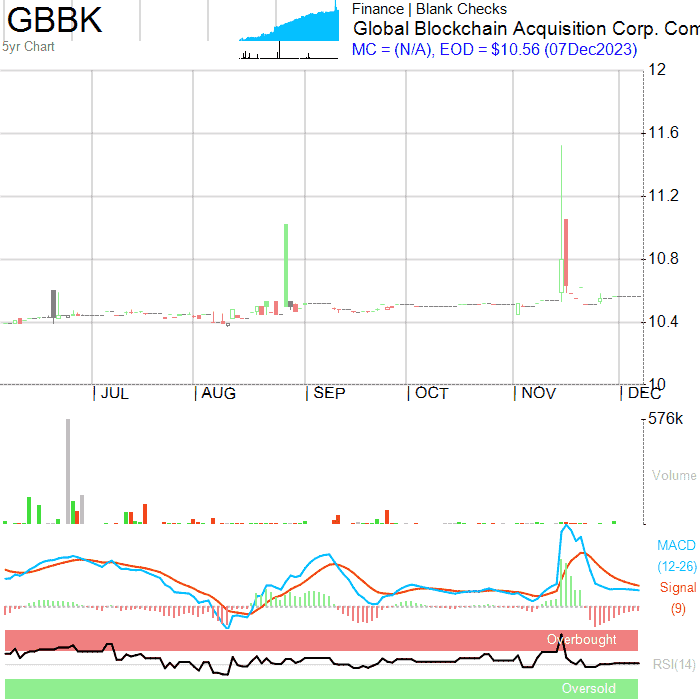 GBBK
5yr Chart
Finance | Blank Checks
Global Blockchain Acquisition Corp. Com
MC = (N/A), EOD = $10.56 (07Dec2023)
12
11.6
11.2
10.8
10.4
10
JUL AUG SEP OCT NOV DEC
576k
Volume
MACD
(12-26)
Signal
(9)
Overbought
RSI(14)
Oversold